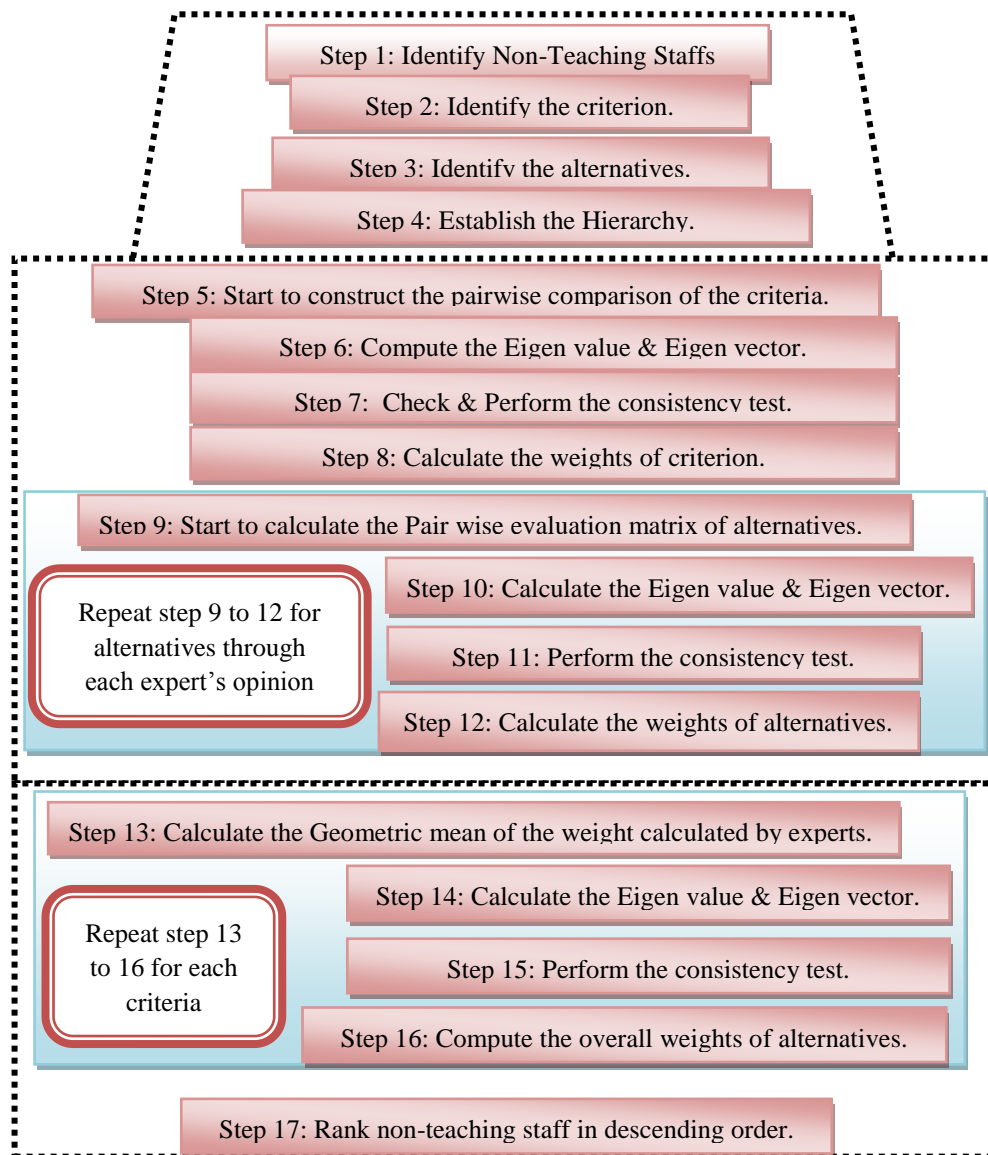 Step 1: Identify Non-Teaching Staffs
Step 2: Identify the criterion.
Step 3: Identify the alternatives.
Step 4: Establish the Hierarchy.
Step 5: Start to construct the pairwise comparison of the criteria.
Step 6: Compute the Eigen value & Eigen vector.
Step 7: Check & Perform the consistency test.
Step 8: Calculate the weights of criterion.
Step 9: Start to calculate the Pair wise evaluation matrix of alternatives.
Repeat step 9 to 12 for
alternatives through
each expert's opinion
Step 10: Calculate the Eigen value & Eigen vector.
Step 11: Perform the consistency test.
Step 12: Calculate the weights of alternatives.
Step 13: Calculate the Geometric mean of the weight calculated by experts.
Repeat step 13
to 16 for each
criteria
Step 14: Calculate the Eigen value & Eigen vector.
Step 15: Perform the consistency test.
Step 16: Compute the overall weights of alternatives.
Step 17: Rank non-teaching staff in descending order.